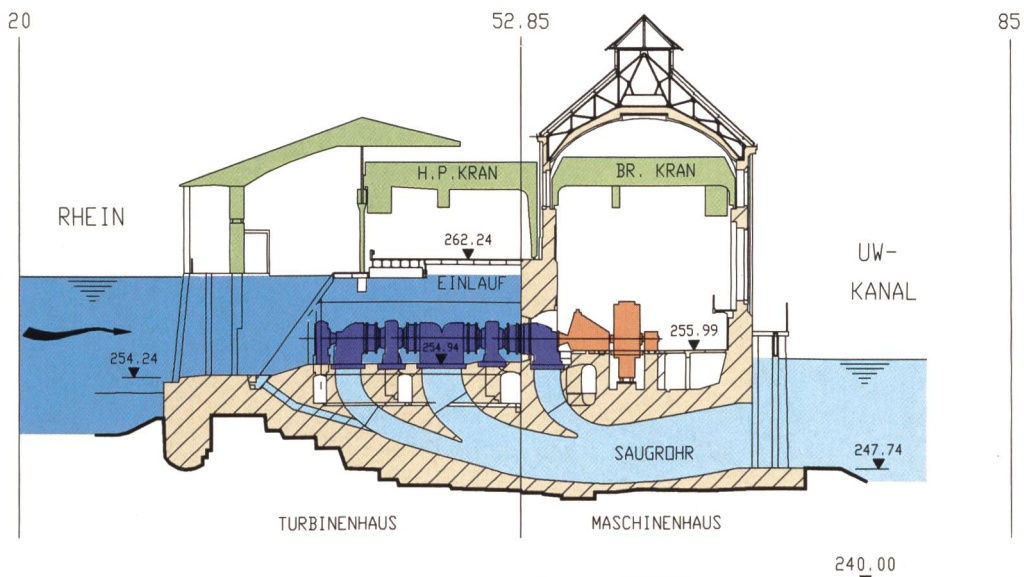 20
52.85
85
H.P.KRAN
BR. KRAN
RHEIN
262.24
UW-
KANAL
EINLAUF
254.24
254.94
255.99
SAUGROHR
247.74
TURBINENHAUS
MASCHINENHAUS
240.00